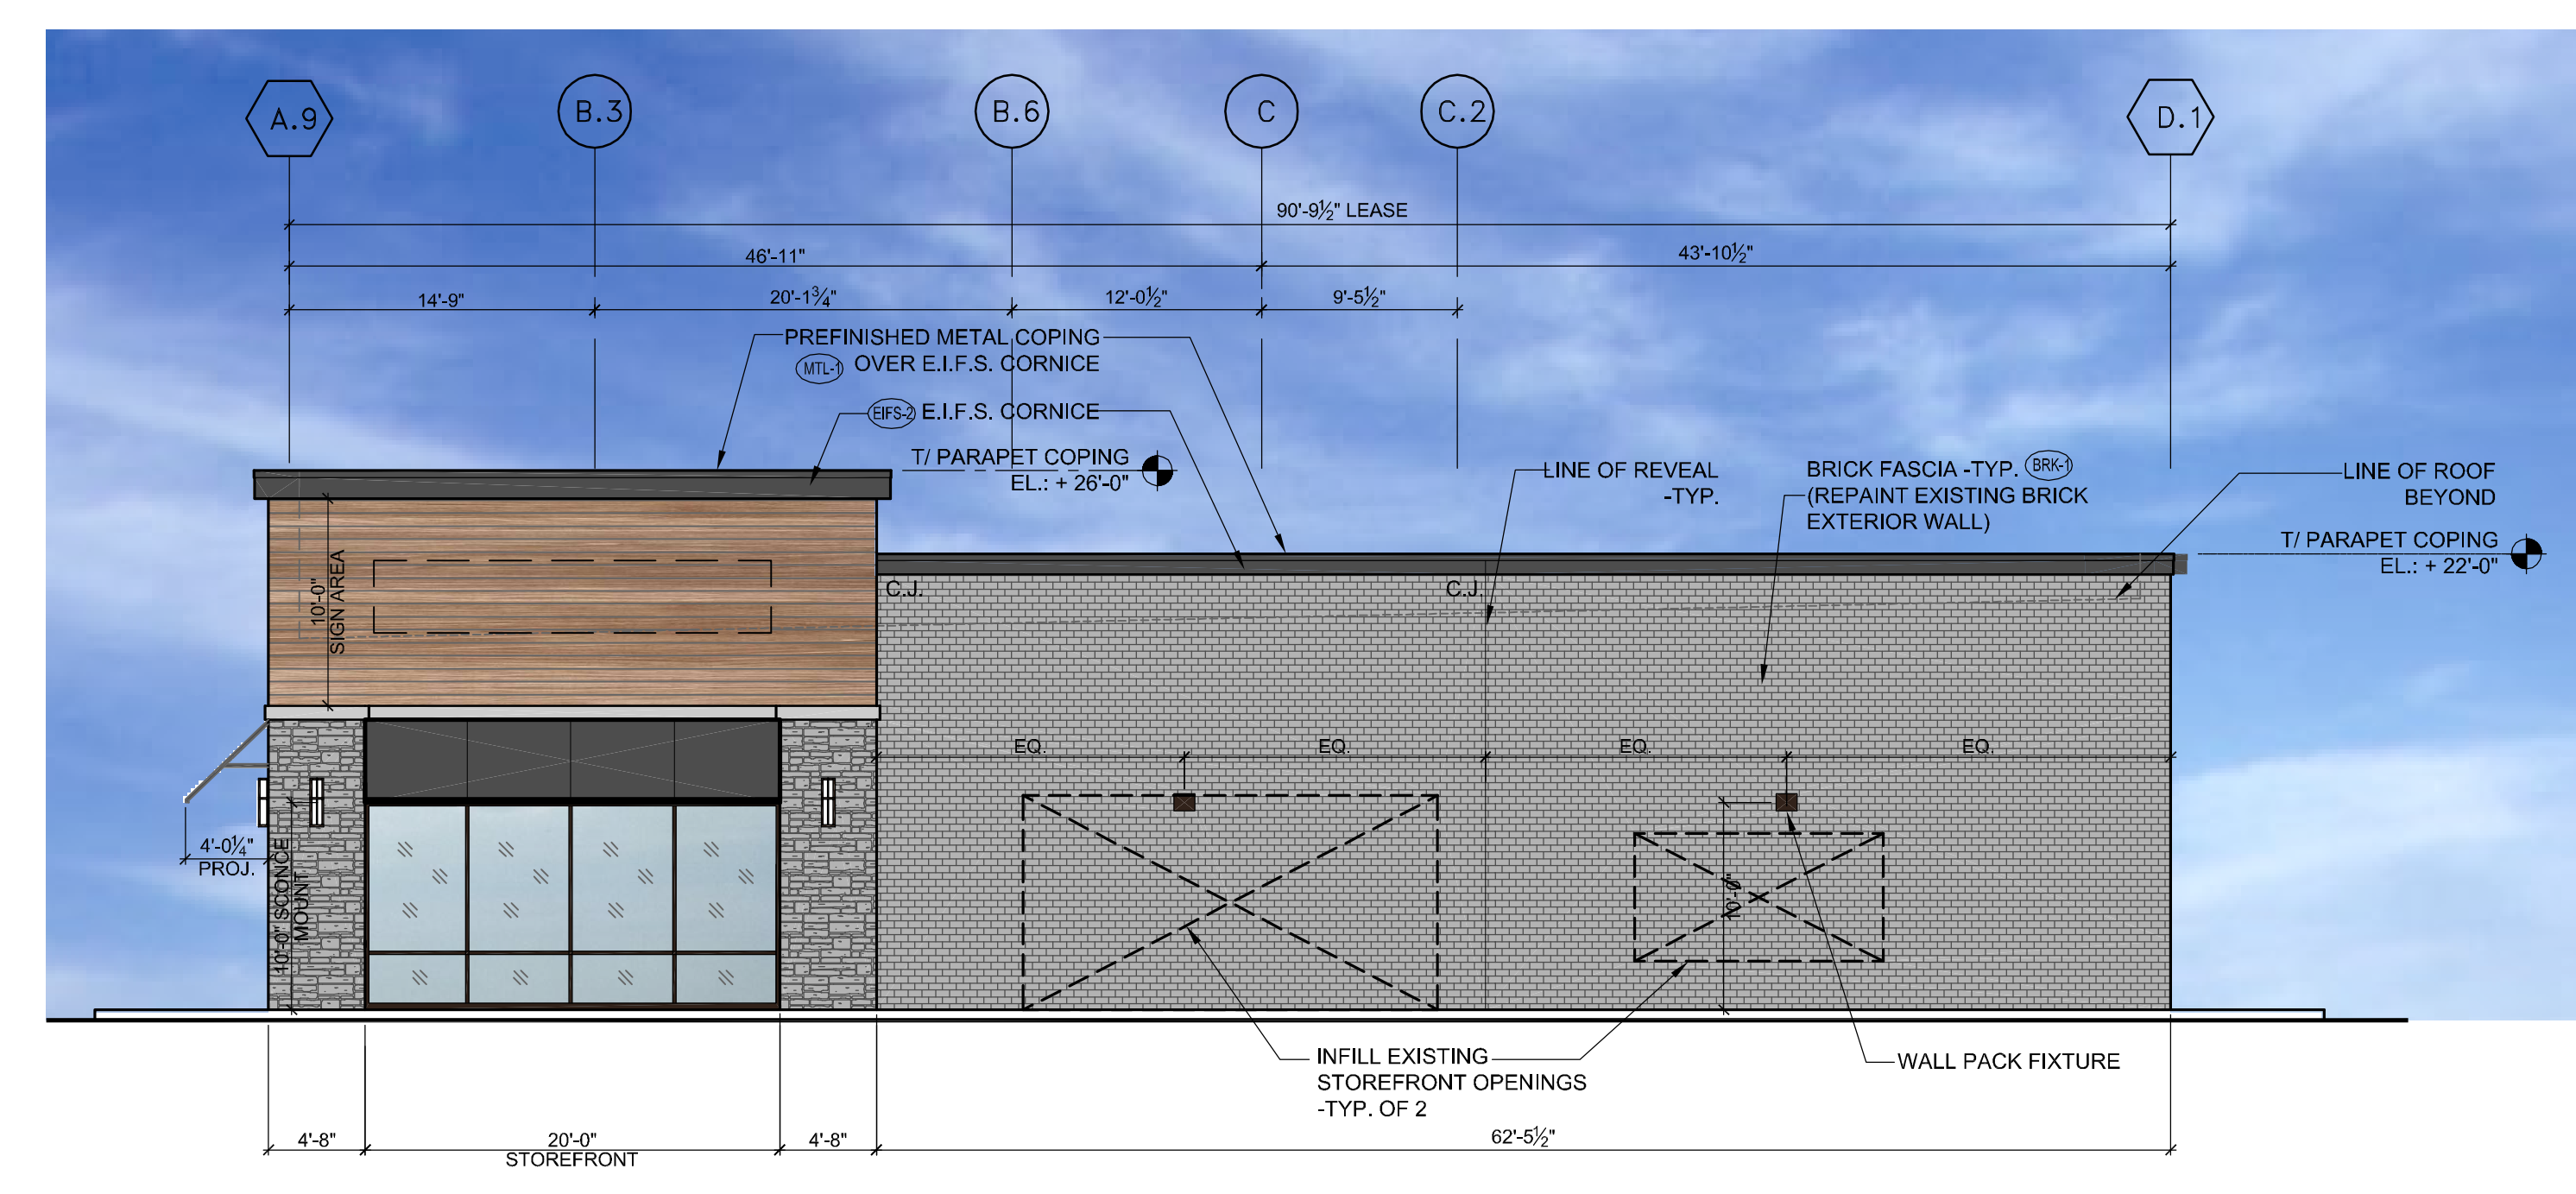 A.9
B.3
B.6
C
C.2
D.1
90'-9½" LEASE
46'-11"
43'-10½"
14'-9"
20'-1¾"
12'-0½"
9'-5½"
PREFINISHED METAL COPING
MTL-1 OVER E.I.F.S. CORNICE
EIFS-2 E.I.F.S. CORNICE
T/ PARAPET COPING
EL.: + 26'-0"
LINE OF REVEAL
-TYP.
BRICK FASCIA -TYP. BRK-1
(REPAINT EXISTING BRICK
EXTERIOR WALL)
LINE OF ROOF
BEYOND
T/ PARAPET COPING
EL.: + 22'-0"
10'-0"
SIGN AREA
C.J.
C.J.
EQ.
EQ.
EQ.
EQ.
4'-0¼"
PROJ.
10'-0" SCONCE
MOUNT
10'-0"
INFILL EXISTING
STOREFRONT OPENINGS
-TYP. OF 2
WALL PACK FIXTURE
4'-8"
20'-0"
STOREFRONT
4'-8"
62'-5½"